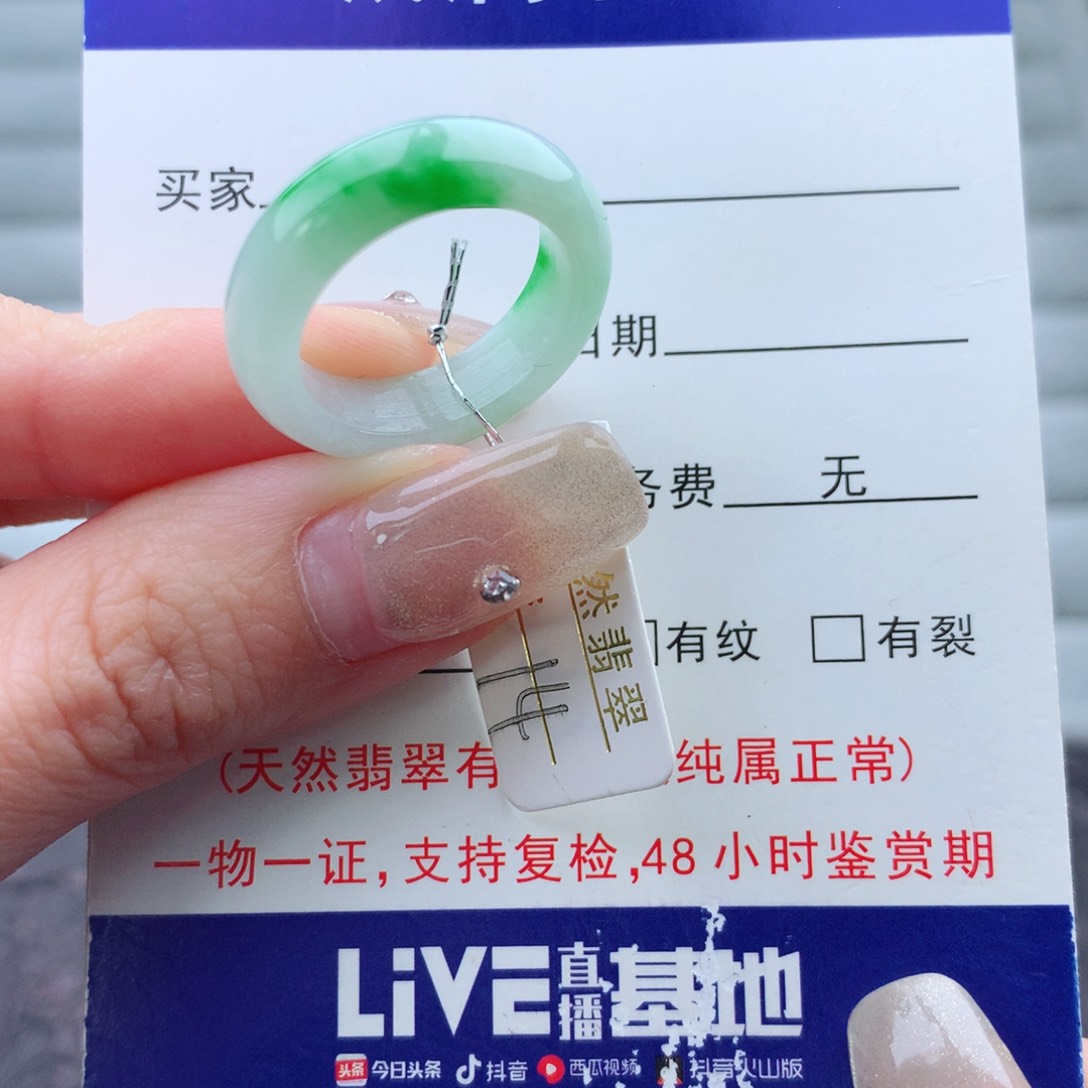 买家
日期
务费 无
有纹 □有裂
然翡翠
14
(天然翡翠有 纯属正常)
一物一证,支持复检,48小时鉴赏期
LiVE直播基地
头条 今日头条 抖音 西瓜视频 抖音火山版